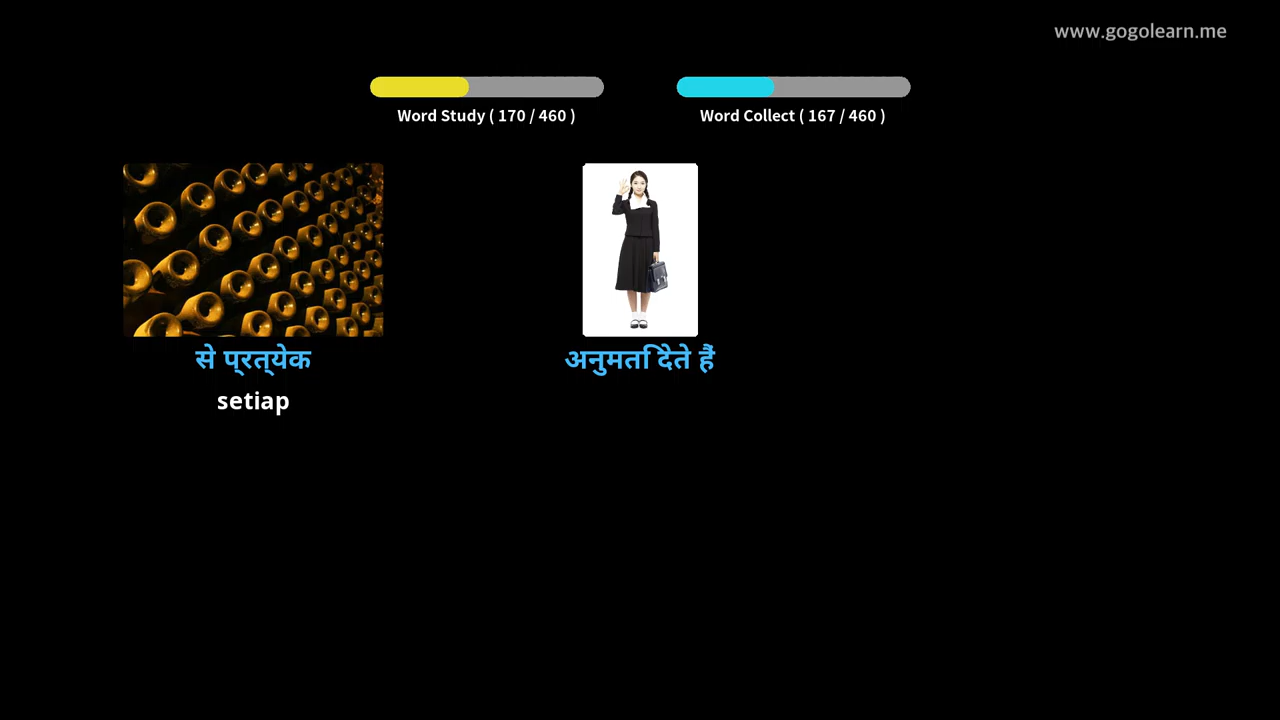 www.gogolearn.me
Word Study ( 170 / 460 )
Word Collect ( 167 / 460 )
से प्रत्येक
अनुमति देते हैं
setiap